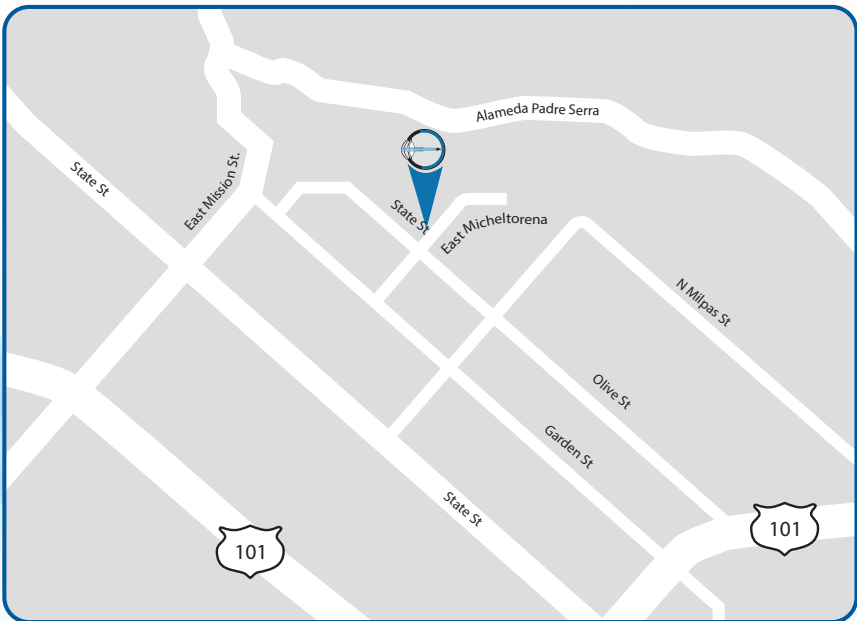 Alameda Padre Serra
State St
East Mission St.
State St
East Micheltorena
N Milpas St
Olive St
Garden St
State St
101
101